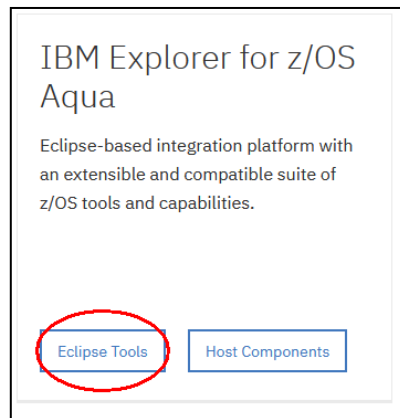 IBM Explorer for z/OS
Aqua
Eclipse-based integration platform with
an extensible and compatible suite of
z/OS tools and capabilities.
Eclipse Tools
Host Components